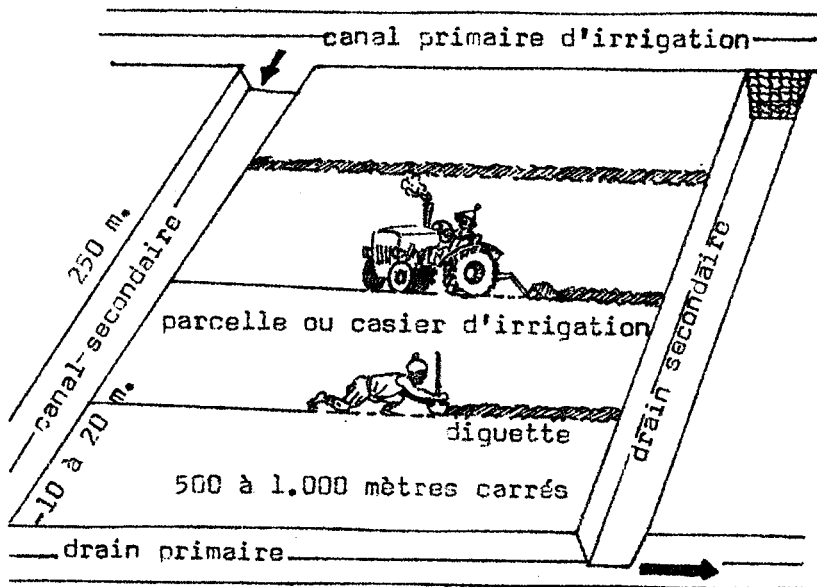 canal primaire d'irrigation
250 m.
canal-secondaire
drain secondaire
parcelle ou casier d'irrigation
diguette
10 à 20 m.
500 à 1.000 mètres carrés
drain primaire